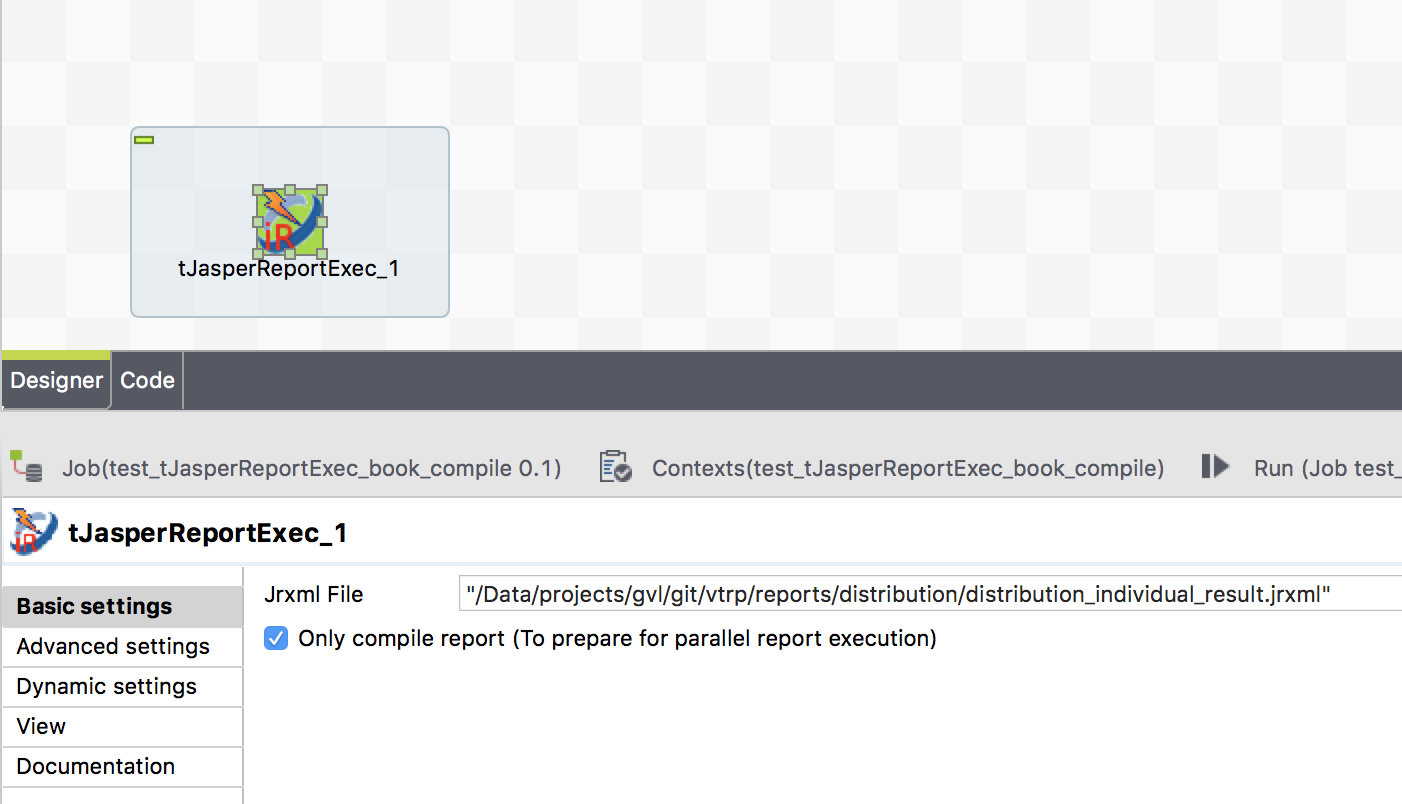 iR
tJasperReportExec_1
Designer Code
Job(test_tJasperReportExec_book_compile 0.1) Contexts(test_tJasperReportExec_book_compile) Run (Job test_
iR tJasperReportExec_1
Basic settings
Advanced settings
Dynamic settings
View
Documentation
Jrxml File "/Data/projects/gvl/git/vtrp/reports/distribution/distribution_individual_result.jrxml"
Only compile report (To prepare for parallel report execution)